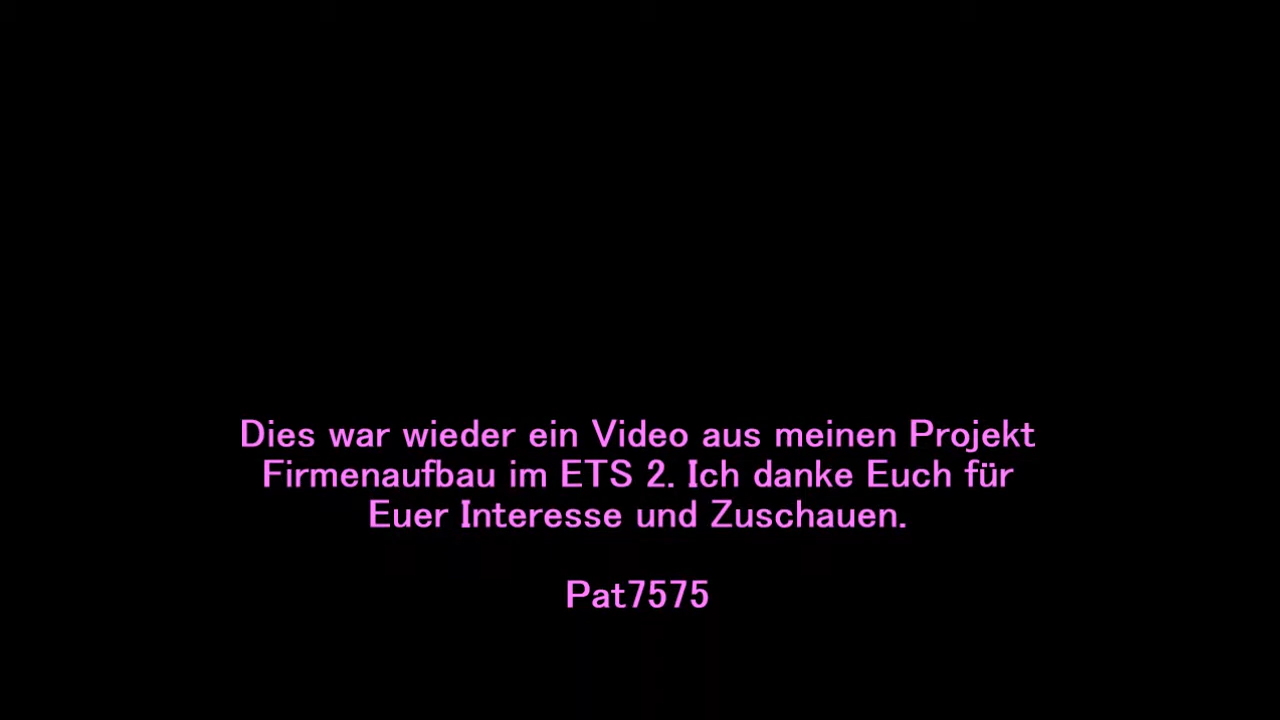 Dies war wieder ein Video aus meinen Projekt
Firmenaufbau im ETS 2. Ich danke Euch für
Euer Interesse und Zuschauen.
Pat7575